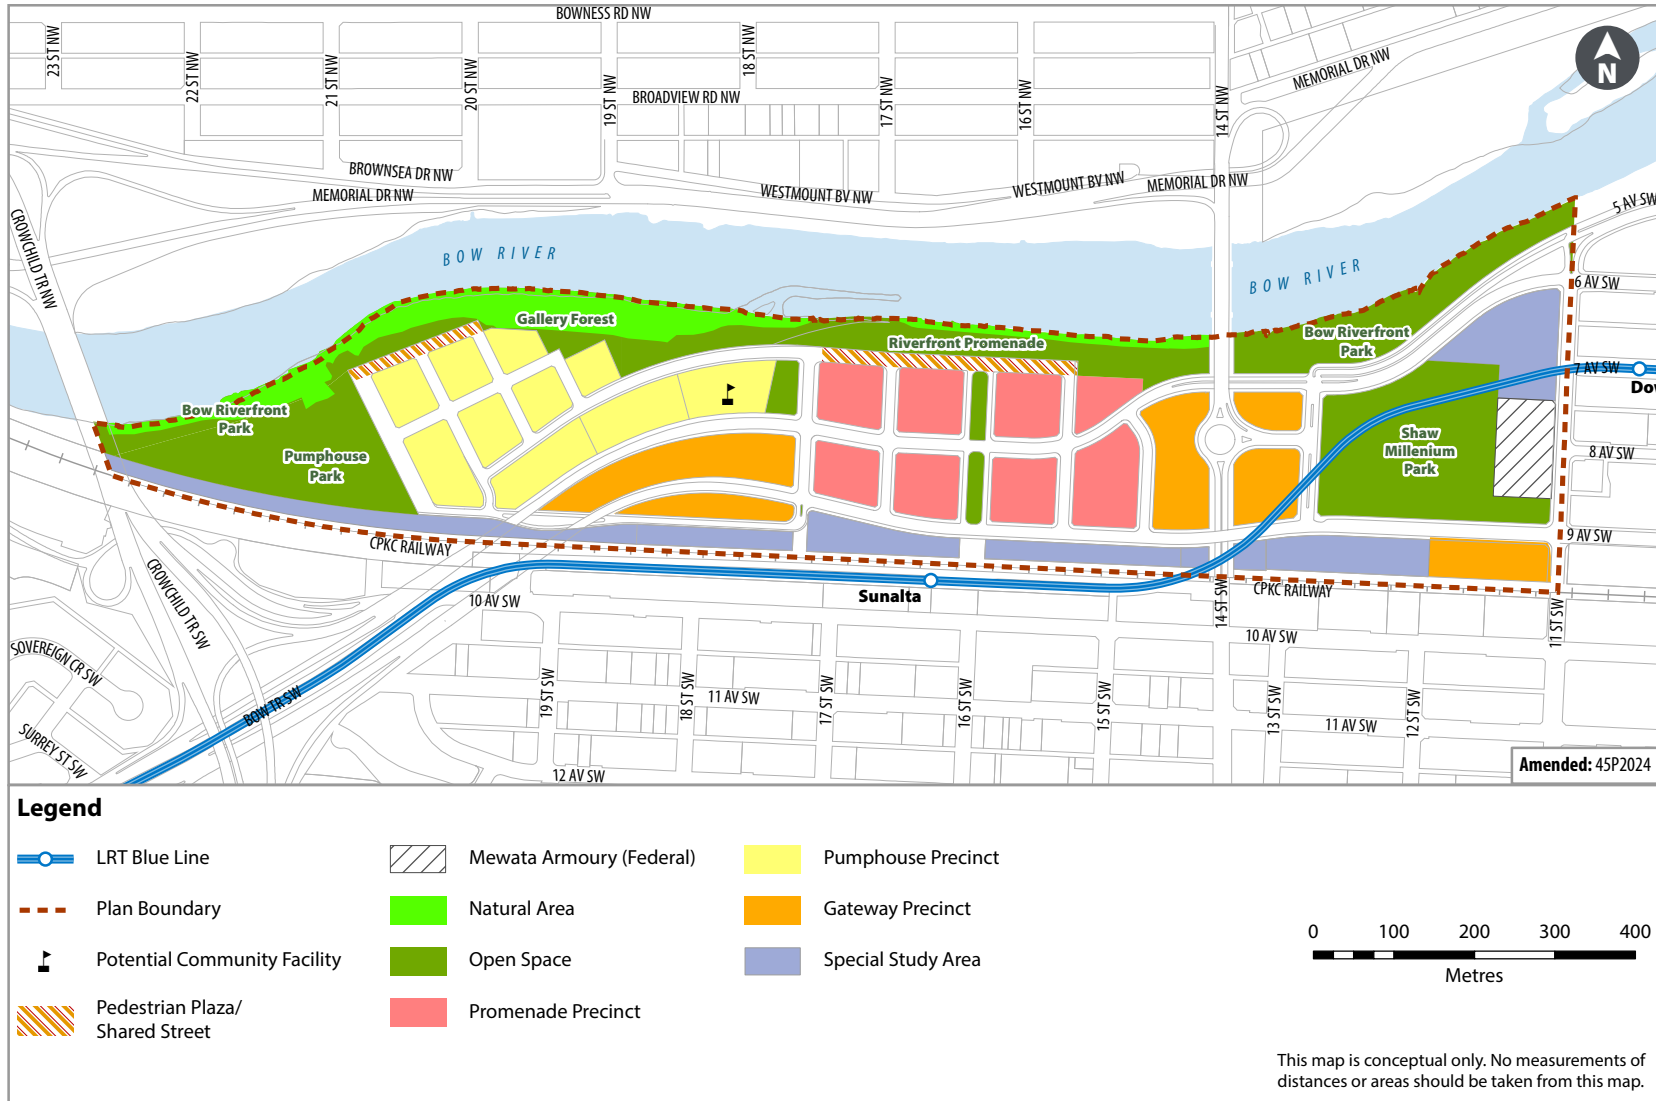 BOWNESS RD NW
23 ST NW
22 ST NW
21 ST NW
20 ST NW
19 ST NW
18 ST NW
17 ST NW
16 ST NW
14 ST NW
BROADVIEW RD NW
MEMORIAL DR NW
N
BROWNSEA DR NW
MEMORIAL DR NW
WESTMOUNT BV NW
WESTMOUNT BV NW
MEMORIAL DR NW
CROWCHILD TR NW
BOW RIVER
BOW RIVER
5 AV SW
6 AV SW
7 AV SW
Dow
8 AV SW
9 AV SW
Gallery Forest
Riverfront Promenade
Bow Riverfront
Park
Bow Riverfront
Park
Pumphouse
Park
Shaw
Millenium
Park
CPKC RAILWAY
CPKC RAILWAY
Sunalta
CROWCHILD TR SW
10 AV SW
10 AV SW
14 ST SW
11 ST SW
SOVEREIGN CR SW
SURREY ST SW
BOW TR SW
19 ST SW
18 ST SW
17 ST SW
16 ST SW
15 ST SW
13 ST SW
12 ST SW
11 AV SW
11 AV SW
12 AV SW
Amended: 45P2024
Legend
LRT Blue Line
Plan Boundary
Potential Community Facility
Pedestrian Plaza/
Shared Street
Mewata Armoury (Federal)
Natural Area
Open Space
Promenade Precinct
Pumphouse Precinct
Gateway Precinct
Special Study Area
0 100 200 300 400
Metres
This map is conceptual only. No measurements of
distances or areas should be taken from this map.